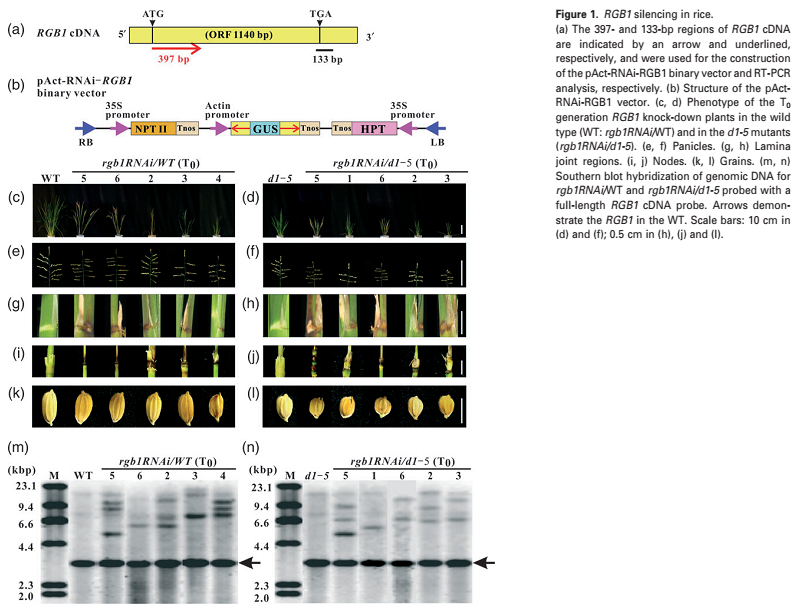 (a)
ATG
TGA
RGB1 cDNA
5′
(ORF 1140 bp)
3′
397 bp
133 bp
(b)
pAct-RNAi-RGB1
binary vector
35S
promoter
Actin
promoter
35S
promoter
NPT II
Tnos
GUS
Tnos
Tnos
HPT
RB
LB
rgb1RNAi/WT (T0)
WT 5 6 2 3 4
rgb1RNAi/d1-5 (T0)
d1-5 5 1 6 2 3
(c)
(d)
(e)
(f)
(g)
(h)
(i)
(j)
(k)
(l)
(m)
rgb1RNAi/WT (T0)
(kbp) M WT 5 6 2 3 4
23.1
9.4
6.6
4.4
2.3
2.0
(n)
rgb1RNAi/d1-5 (T0)
(kbp) M d1-5 5 1 6 2 3
23.1
9.4
6.6
4.4
2.3
2.0
Figure 1. RGB1 silencing in rice.
(a) The 397- and 133-bp regions of RGB1 cDNA
are indicated by an arrow and underlined,
respectively, and were used for the construction
of the pAct-RNAi-RGB1 binary vector and RT-PCR
analysis, respectively. (b) Structure of the pAct-
RNAi-RGB1 vector. (c, d) Phenotype of the T0
generation RGB1 knock-down plants in the wild
type (WT: rgb1RNAi/WT) and in the d1-5 mutants
(rgb1RNAi/d1-5). (e, f) Panicles. (g, h) Lamina
joint regions. (i, j) Nodes. (k, l) Grains. (m, n)
Southern blot hybridization of genomic DNA for
rgb1RNAi/WT and rgb1RNAi/d1-5 probed with a
full-length RGB1 cDNA probe. Arrows demon-
strate the RGB1 in the WT. Scale bars: 10 cm in
(d) and (f); 0.5 cm in (h), (j) and (l).